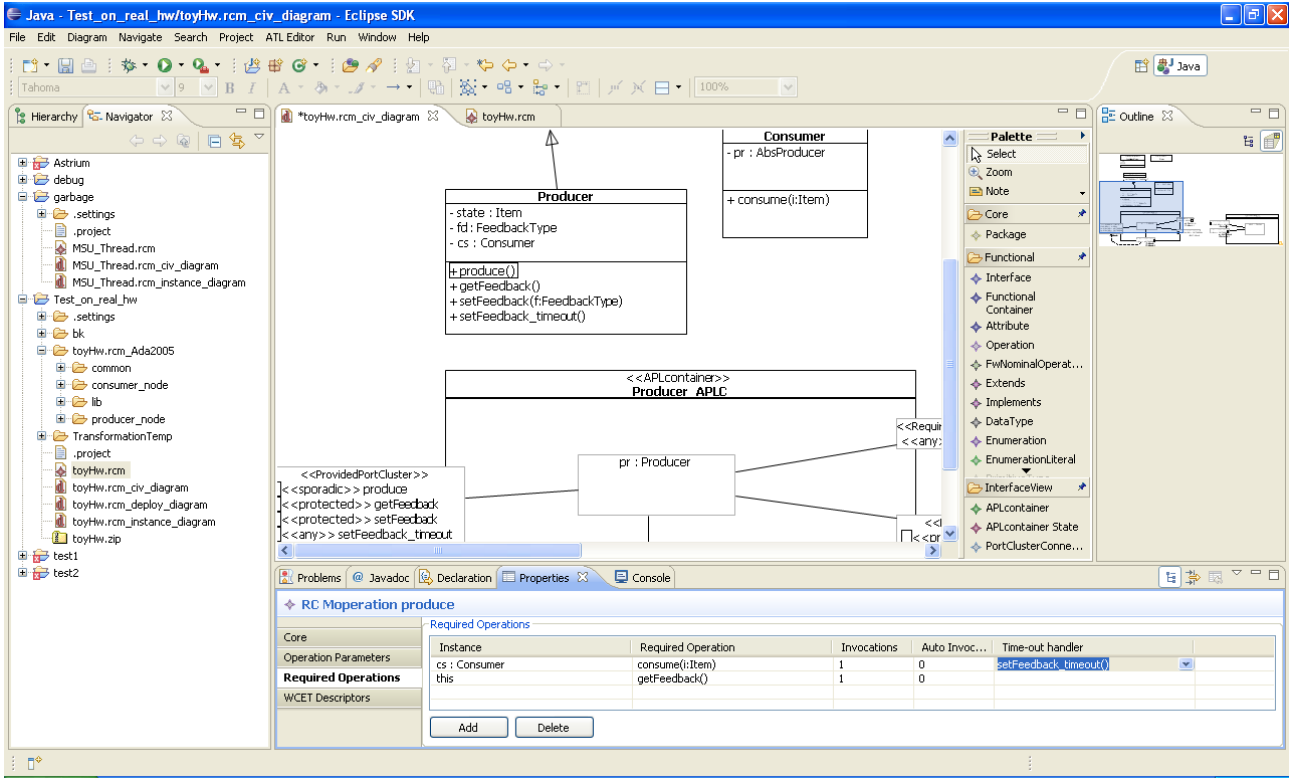 Java - Test_on_real_hw/toyHw.rcm_civ_diagram - Eclipse SDK
File Edit Diagram Navigate Search Project ATL Editor Run Window Help
Java
Tahoma 9 B I A 100%
Hierarchy Navigator
Astrium
debug
garbage
.settings
.project
MSU_Thread.rcm
MSU_Thread.rcm_civ_diagram
MSU_Thread.rcm_instance_diagram
Test_on_real_hw
.settings
bk
toyHw.rcm_Ada2005
common
consumer_node
lib
producer_node
TransformationTemp
.project
toyHw.rcm
toyHw.rcm_civ_diagram
toyHw.rcm_deploy_diagram
toyHw.rcm_instance_diagram
toyHw.zip
test1
test2
*toyHw.rcm_civ_diagram toyHw.rcm
Consumer
- pr : AbsProducer
+ consume(i:Item)
Producer
- state : Item
- fd : FeedbackType
- cs : Consumer
+ produce()
+ getFeedback()
+ setFeedback(f:FeedbackType)
+ setFeedback_timeout()
<<APLcontainer>>
Producer APLC
<<Requir
<<any>
pr : Producer
<<ProvidedPortCluster>>
<<sporadic>> produce
<<protected>> getFeedback
<<protected>> setFeedback
<<any>> setFeedback_timeout
<<I
<<pr
Palette
Select
Zoom
Note
Core
Package
Functional
Interface
Functional
Container
Attribute
Operation
FwNominalOperat...
Extends
Implements
DataType
Enumeration
EnumerationLiteral
InterfaceView
APLcontainer
APLcontainer State
PortClusterConne...
Outline
Problems @ Javadoc Declaration Properties Console
RC Moperation produce
Core
Operation Parameters
Required Operations
WCET Descriptors
Required Operations
Instance Required Operation Invocations Auto Invoc... Time-out handler
cs : Consumer consume(i:Item) 1 0 setFeedback_timeout()
this getFeedback() 1 0
Add Delete